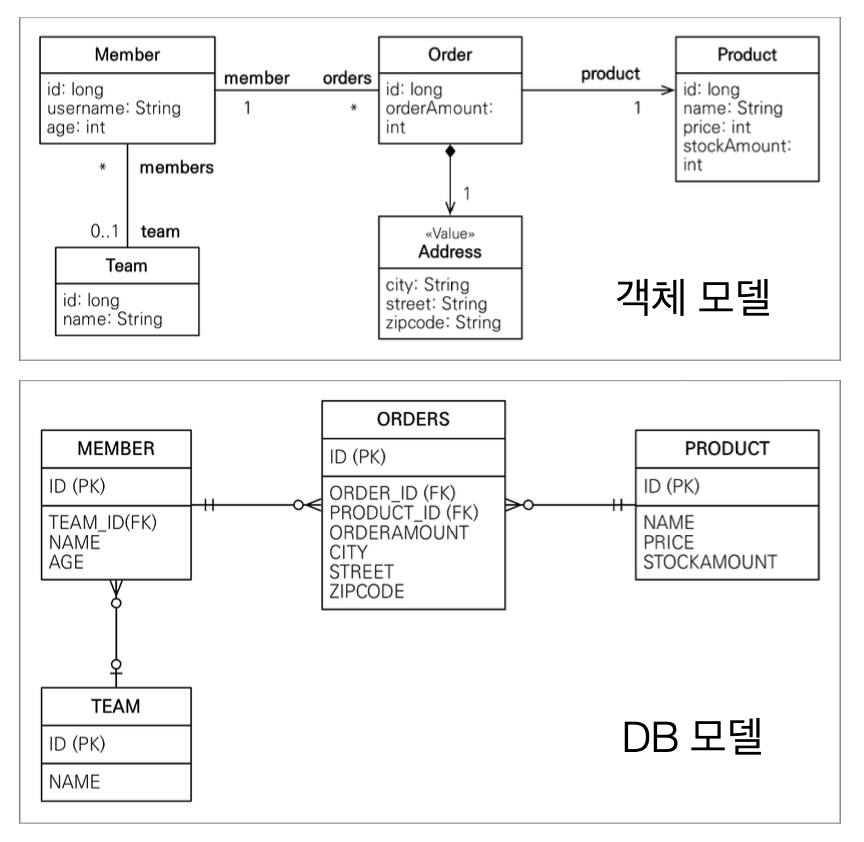 Member
id: long
username: String
age: int
member
1
orders
*
Order
id: long
orderAmount:
int
product
1
Product
id: long
name: String
price: int
stockAmount:
int
*
members
0..1
team
Team
id: long
name: String
1
«Value»
Address
city: String
street: String
zipcode: String
객체 모델
MEMBER
ID (PK)
TEAM_ID(FK)
NAME
AGE
ORDERS
ID (PK)
ORDER_ID (FK)
PRODUCT_ID (FK)
ORDERAMOUNT
CITY
STREET
ZIPCODE
PRODUCT
ID (PK)
NAME
PRICE
STOCKAMOUNT
TEAM
ID (PK)
NAME
DB 모델